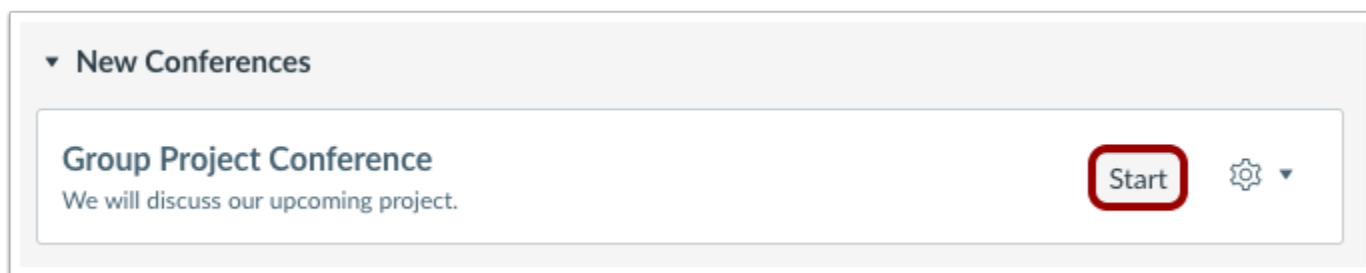 New Conferences
Group Project Conference
Start
We will discuss our upcoming project.